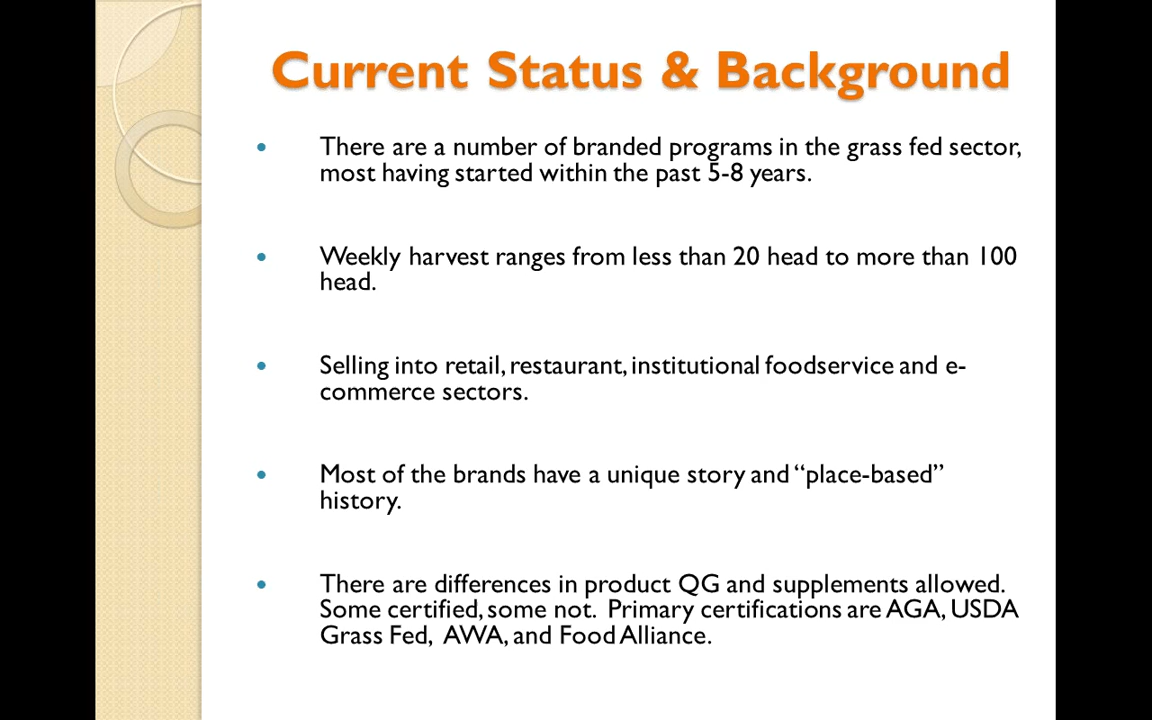 Current Status & Background
• There are a number of branded programs in the grass fed sector,
most having started within the past 5-8 years.
• Weekly harvest ranges from less than 20 head to more than 100
head.
• Selling into retail, restaurant, institutional foodservice and e-
commerce sectors.
• Most of the brands have a unique story and “place-based”
history.
• There are differences in product QG and supplements allowed.
Some certified, some not. Primary certifications are AGA, USDA
Grass Fed, AWA, and Food Alliance.